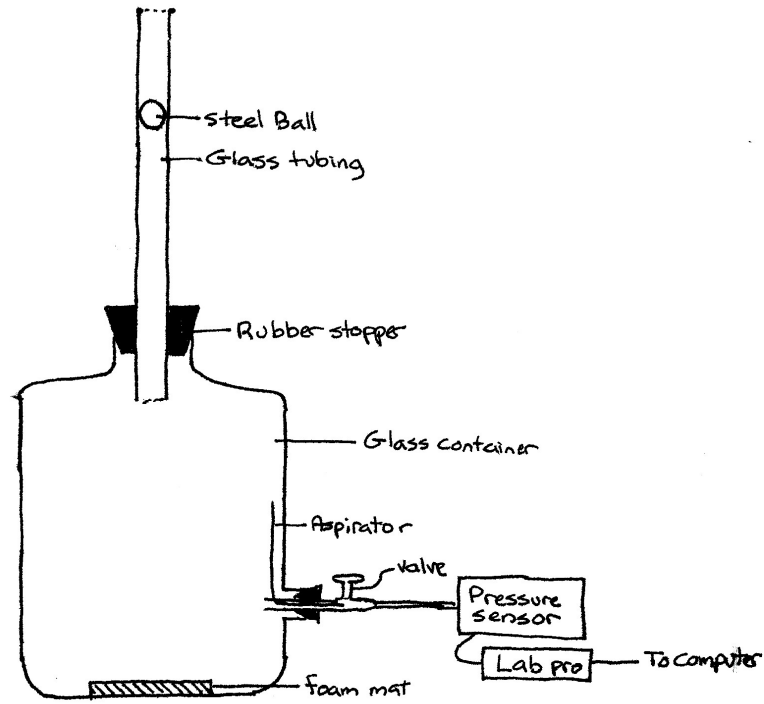 Steel Ball
Glass tubing
Rubber stopper
Glass container
Aspirator
valve
Pressure
sensor
Lab pro
To computer
foam mat